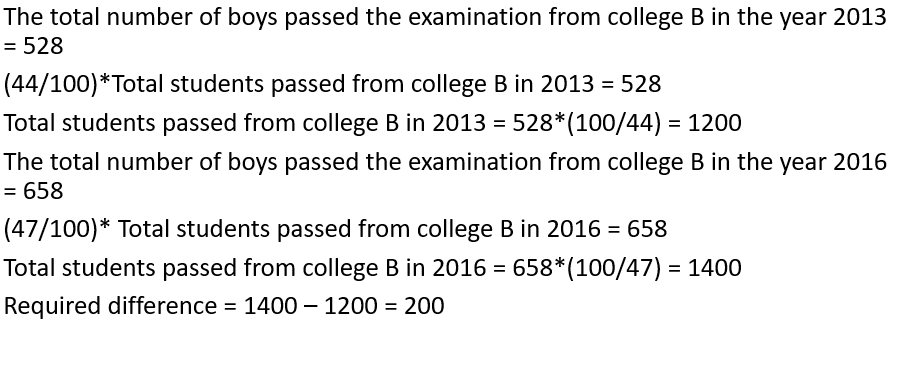 The total number of boys passed the examination from college B in the year 2013
= 528
(44/100)*Total students passed from college B in 2013 = 528
Total students passed from college B in 2013 = 528*(100/44) = 1200
The total number of boys passed the examination from college B in the year 2016
= 658
(47/100)* Total students passed from college B in 2016 = 658
Total students passed from college B in 2016 = 658*(100/47) = 1400
Required difference = 1400 – 1200 = 200